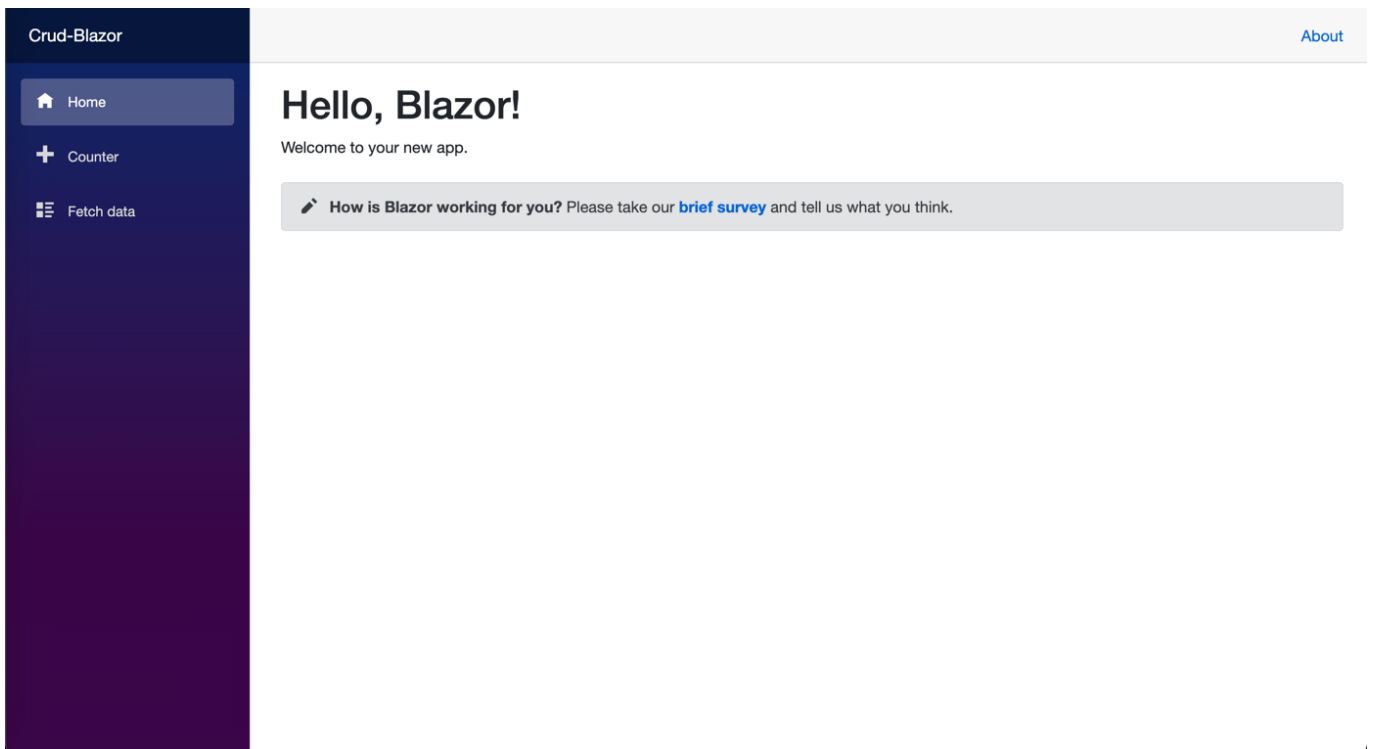 Crud-Blazor
About
Home
Counter
Fetch data
Hello, Blazor!
Welcome to your new app.
How is Blazor working for you? Please take our brief survey and tell us what you think.